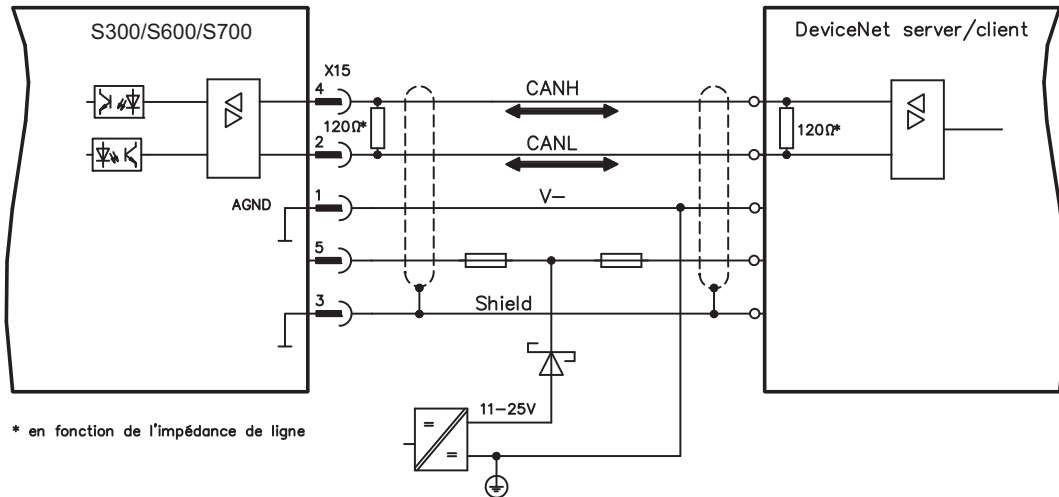 S300/S600/S700
DeviceNet server/client
X15
4
CANH
120Ω*
120Ω*
2
CANL
1
AGND
V−
5
3
Shield
11−25V
=
=
* en fonction de l'impédance de ligne